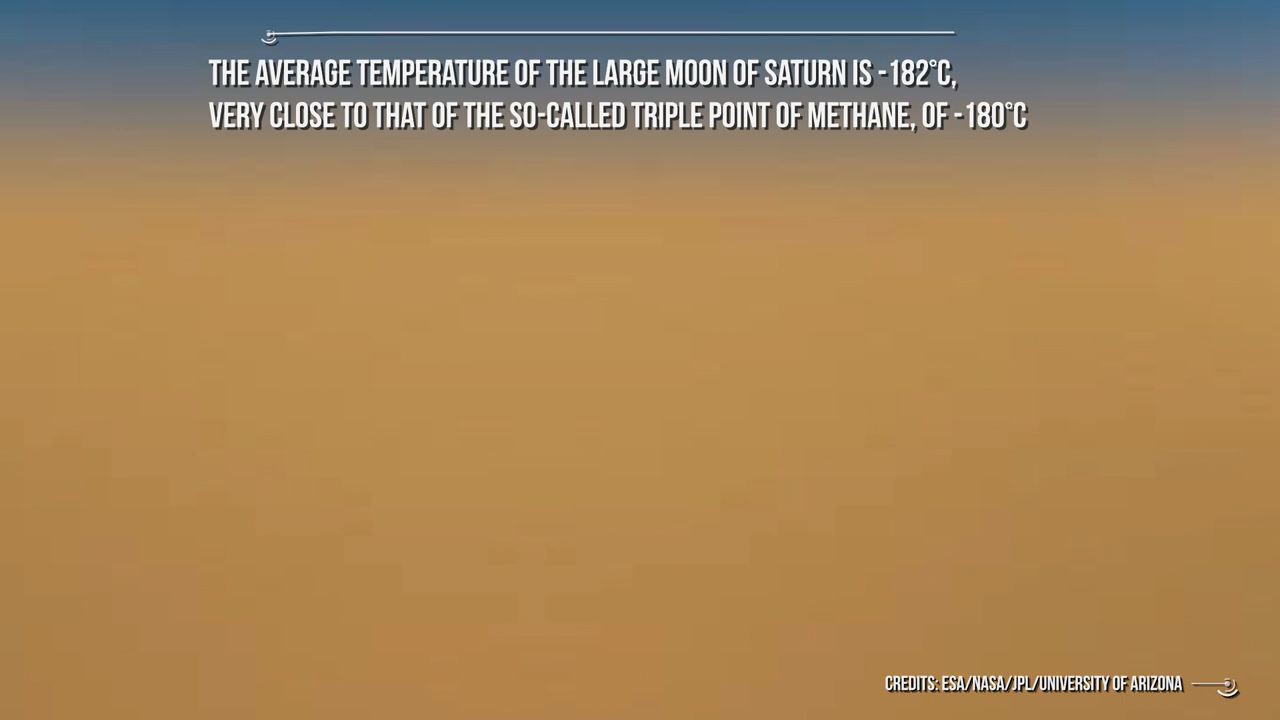 THE AVERAGE TEMPERATURE OF THE LARGE MOON OF SATURN IS -182°C,
VERY CLOSE TO THAT OF THE SO-CALLED TRIPLE POINT OF METHANE, OF -180°C
CREDITS: ESA/NASA/JPL/UNIVERSITY OF ARIZONA